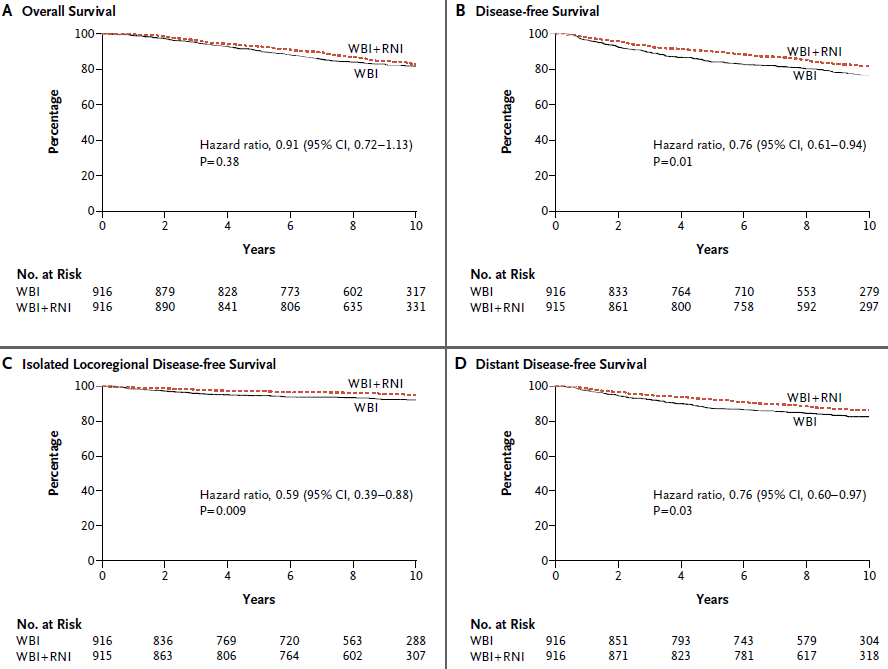 A Overall Survival
100
80
60
40
20
0
Percentage
WBI+RNI
WBI
Hazard ratio, 0.91 (95% CI, 0.72–1.13)
P=0.38
0 2 4 6 8 10
Years
No. at Risk
WBI 916 879 828 773 602 317
WBI+RNI 916 890 841 806 635 331
B Disease-free Survival
100
80
60
40
20
0
Percentage
WBI+RNI
WBI
Hazard ratio, 0.76 (95% CI, 0.61–0.94)
P=0.01
0 2 4 6 8 10
Years
No. at Risk
WBI 916 833 764 710 553 279
WBI+RNI 915 861 800 758 592 297
C Isolated Locoregional Disease-free Survival
100
80
60
40
20
0
Percentage
WBI+RNI
WBI
Hazard ratio, 0.59 (95% CI, 0.39–0.88)
P=0.009
0 2 4 6 8 10
Years
No. at Risk
WBI 916 836 769 720 563 288
WBI+RNI 915 863 806 764 602 307
D Distant Disease-free Survival
100
80
60
40
20
0
Percentage
WBI+RNI
WBI
Hazard ratio, 0.76 (95% CI, 0.60–0.97)
P=0.03
0 2 4 6 8 10
Years
No. at Risk
WBI 916 851 793 743 579 304
WBI+RNI 916 871 823 781 617 318